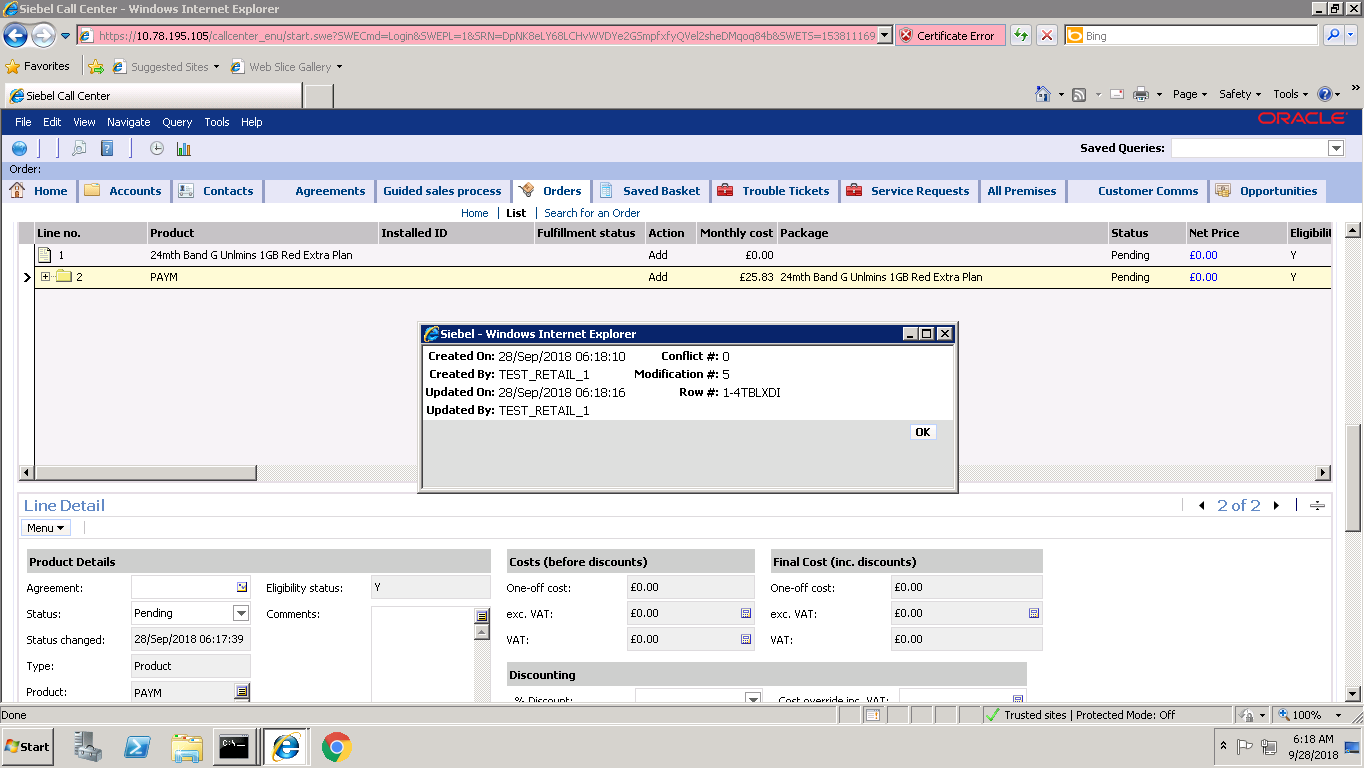 Siebel Call Center - Windows Internet Explorer
https://10.78.195.105/callcenter_enu/start.swe?SWECmd=Login&SWEPL=1&SRN=DpNK8eLY68LCHvWVDYe2GSmpfxfyQVel2sheDMqoq84b&SWETS=153811169
Certificate Error
Bing
Favorites
Suggested Sites
Web Slice Gallery
Siebel Call Center
Page
Safety
Tools
File Edit View Navigate Query Tools Help
ORACLE
Saved Queries:
Order:
Home Accounts Contacts Agreements Guided sales process Orders Saved Basket Trouble Tickets Service Requests All Premises Customer Comms Opportunities
Home | List | Search for an Order
Line no. Product Installed ID Fulfillment status Action Monthly cost Package Status Net Price Eligibilit
1 24mth Band G Unlmins 1GB Red Extra Plan Add £0.00 Pending £0.00 Y
2 PAYM Add £25.83 24mth Band G Unlmins 1GB Red Extra Plan Pending £0.00 Y
Siebel - Windows Internet Explorer
Created On: 28/Sep/2018 06:18:10 Conflict #: 0
Created By: TEST_RETAIL_1 Modification #: 5
Updated On: 28/Sep/2018 06:18:16 Row #: 1-4TBLXDI
Updated By: TEST_RETAIL_1
OK
Line Detail
2 of 2
Menu
Product Details
Costs (before discounts)
Final Cost (inc. discounts)
Agreement: Eligibility status: Y One-off cost: £0.00 One-off cost: £0.00
Status: Pending Comments: exc. VAT: £0.00 exc. VAT: £0.00
Status changed: 28/Sep/2018 06:17:39 VAT: £0.00 VAT: £0.00
Type: Product
Discounting
Product: PAYM % Discount: Cost override inc. VAT:
Done
Trusted sites | Protected Mode: Off
100%
Start
C:\.
6:18 AM
9/28/2018